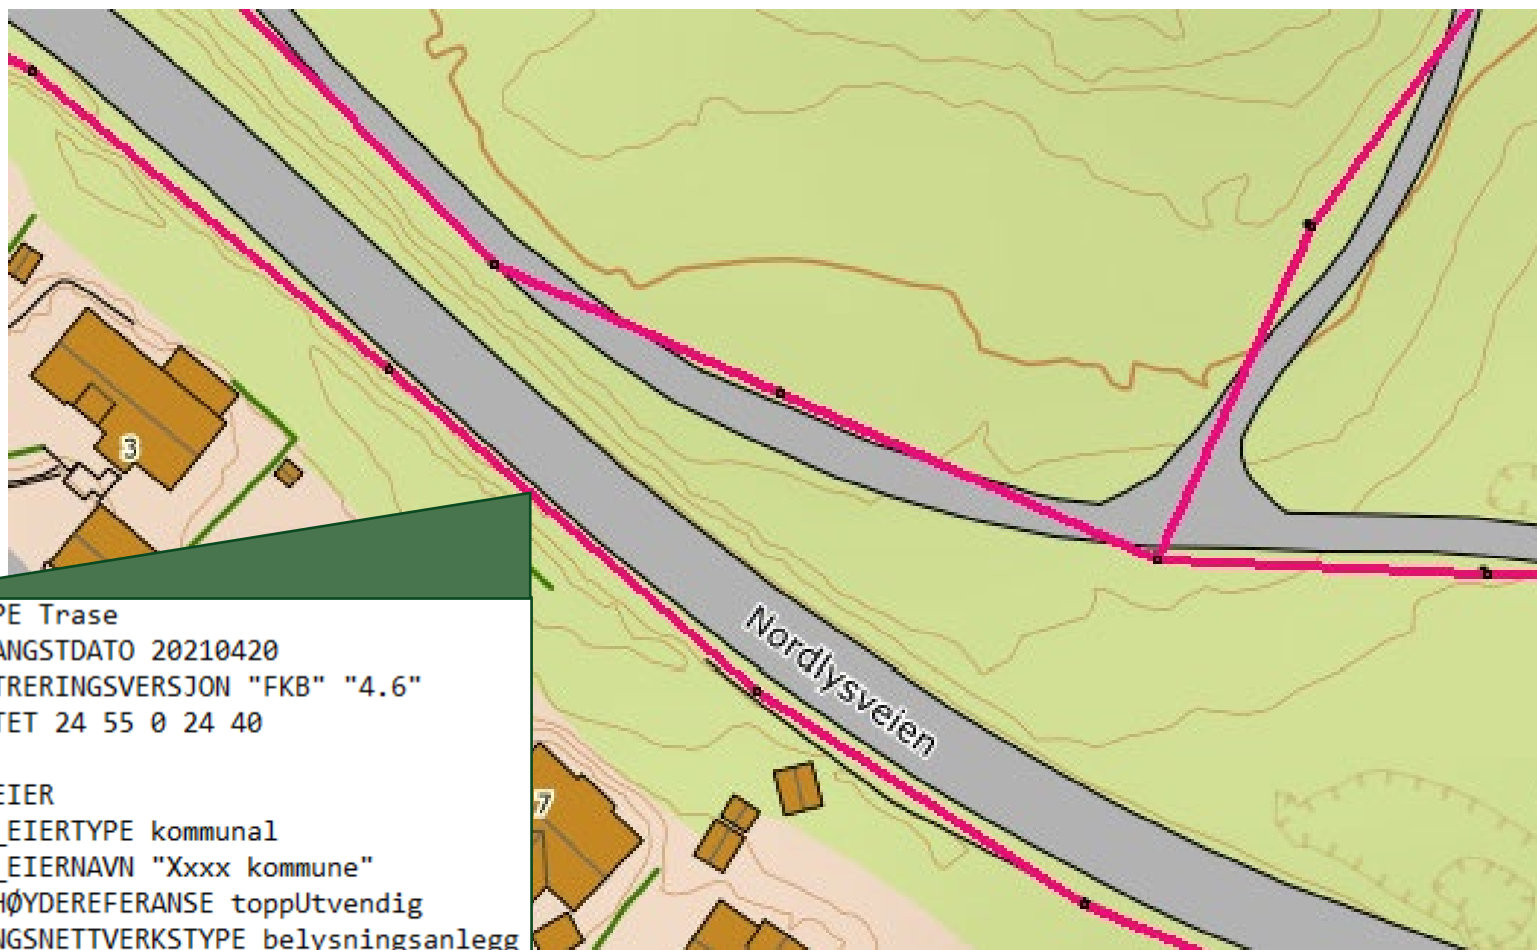 3
Nordlysveien
7
PE Trase
ANGSTDATO 20210420
TRERINGSVERSJON "FKB" "4.6"
TET 24 55 0 24 40
EIER
_EIERTYPE kommunal
_EIERNAVN "Xxxx kommune"
HØYDEREFERANSE toppUtvendig
NGSNETTVERKSTYPE belysningsanlegg